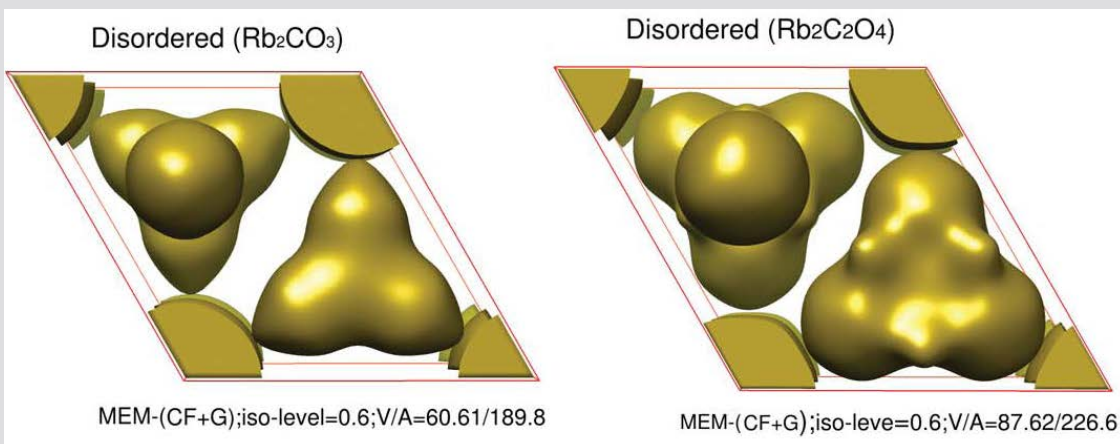 Disordered (Rb₂CO₃)
Disordered (Rb₂C₂O₄)
MEM-(CF+G);iso-level=0.6;V/A=60.61/189.8
MEM-(CF+G);iso-leve=0.6;V/A=87.62/226.6